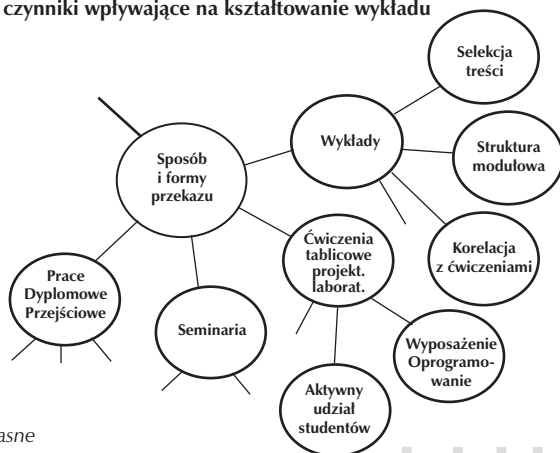 czynniki wpływające na kształtowanie wykładu
Selekcja
treści
Wykłady
Struktura
modułowa
Sposób
i formy
przekazu
Korelacja
z ćwiczeniami
Ćwiczenia
tablicowe
projekt.
laborat.
Prace
Dyplomowe
Przejściowe
Seminaria
Wyposażenie
Oprogramo-
wanie
Aktywny
udział
studentów
asne